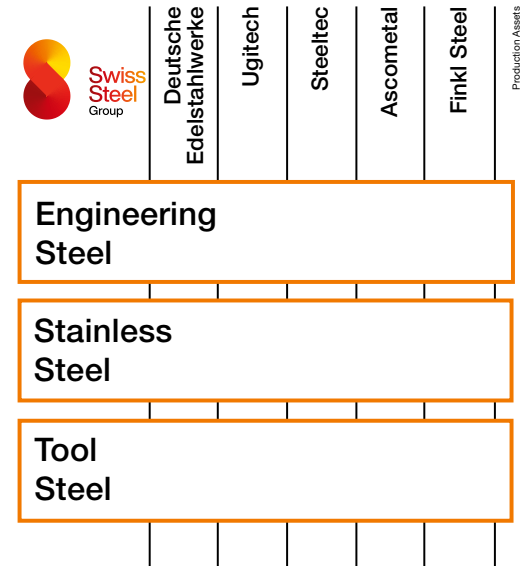 Swiss
Steel
Group
Deutsche
Edelstahlwerke
Ugitech
Steeltec
Ascometal
Finkl Steel
Production Assets
Engineering
Steel
Stainless
Steel
Tool
Steel